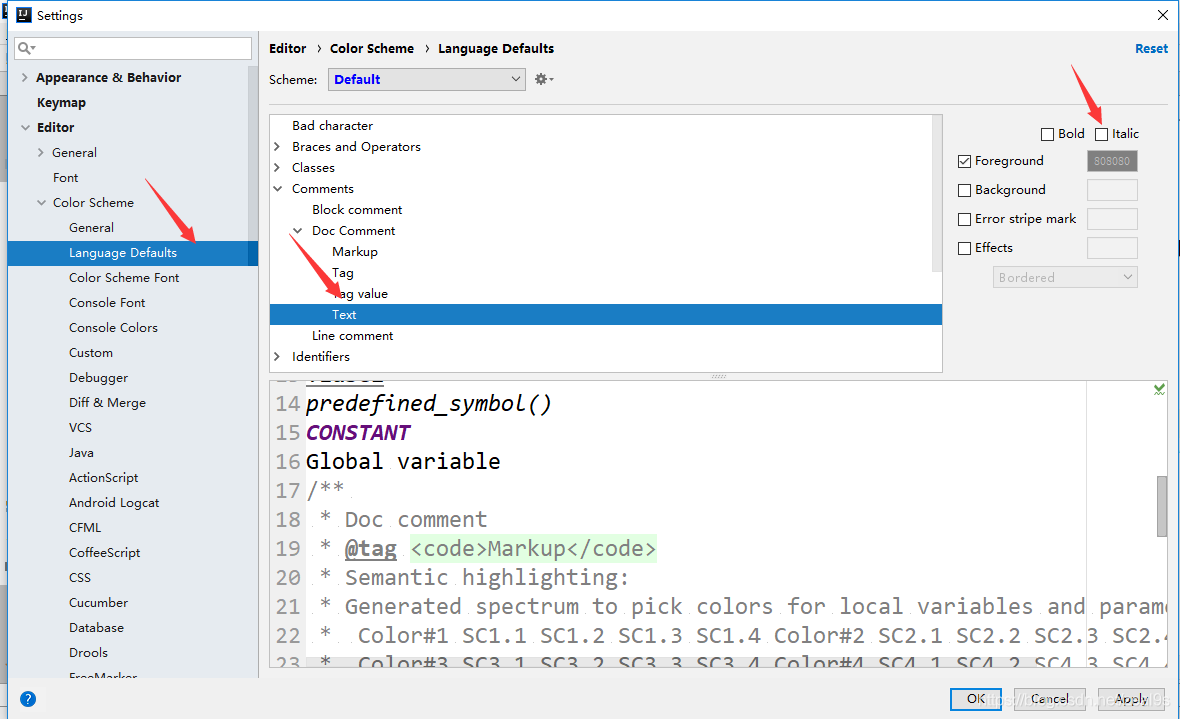 Settings
Editor › Color Scheme › Language Defaults
Reset
Scheme: Default
Appearance & Behavior
Keymap
Editor
General
Font
Color Scheme
General
Language Defaults
Color Scheme Font
Console Font
Console Colors
Custom
Debugger
Diff & Merge
VCS
Java
ActionScript
Android Logcat
CFML
CoffeeScript
CSS
Cucumber
Database
Drools
FreeMarker
Bad character
Braces and Operators
Classes
Comments
Block comment
Doc Comment
Markup
Tag
Tag value
Text
Line comment
Identifiers
Bold Italic
Foreground 808080
Background
Error stripe mark
Effects
Bordered
14 predefined_symbol()
15 CONSTANT
16 Global variable
17 /**
18 * Doc comment
19 * @tag <code>Markup</code>
20 * Semantic highlighting:
21 * Generated spectrum to pick colors for local variables and parame
22 * Color#1 SC1.1 SC1.2 SC1.3 SC1.4 Color#2 SC2.1 SC2.2 SC2.3 SC2.4
23 * Color#3 SC3.1 SC3.2 SC3.3 SC3.4 Color#4 SC4.1 SC4.2 SC4.3 SC4.
?
OK Cancel Apply